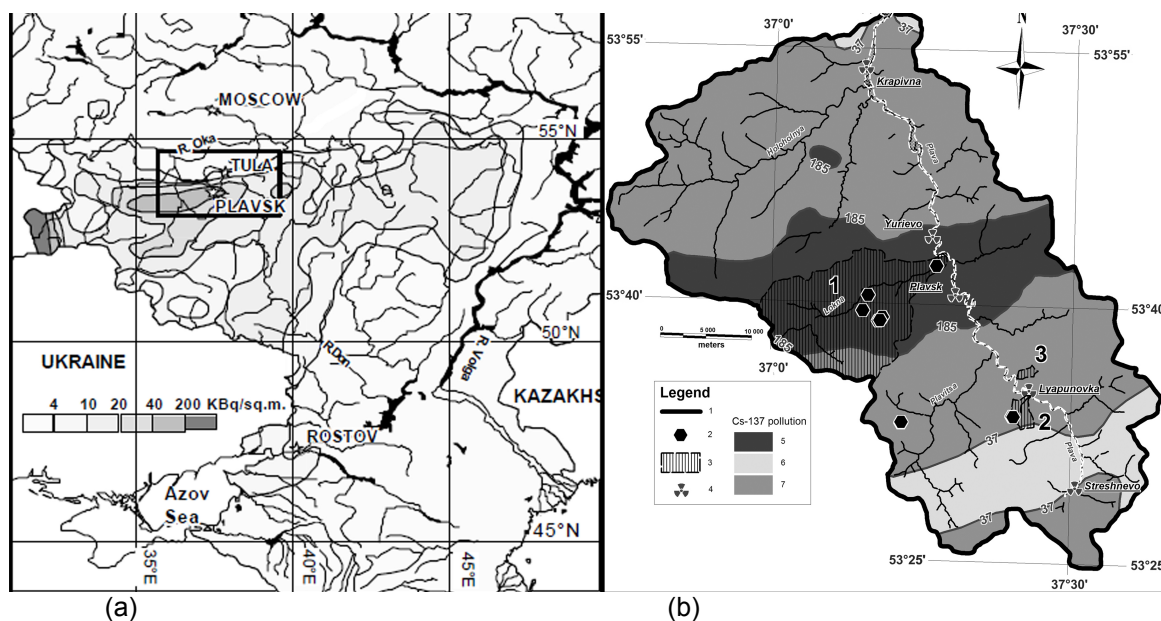 MOSCOW
55°N
R. Oka
TULA
PLAVSK
50°N
R.Don
R. Volga
UKRAINE
KAZAKHS
4 10 20 40 200 KBq/sq.m.
ROSTOV
Azov
Sea
45°N
35°E
40°E
45°E
(a)
37°0'
37°30'
N
53°55'
53°55'
37
Krapivna
Holoholnya
Plava
185
185
Yurievo
1
Plavsk
Lokna
53°40'
53°40'
185
185
0 5 000 10 000
meters
37°0'
3
Lyapunovka
Plavitsa
2
37
Plava
Streshnevo
37
37
53°25'
53°25'
37°30'
Legend
1
2
3
4
Cs-137 pollution
5
6
7
(b)